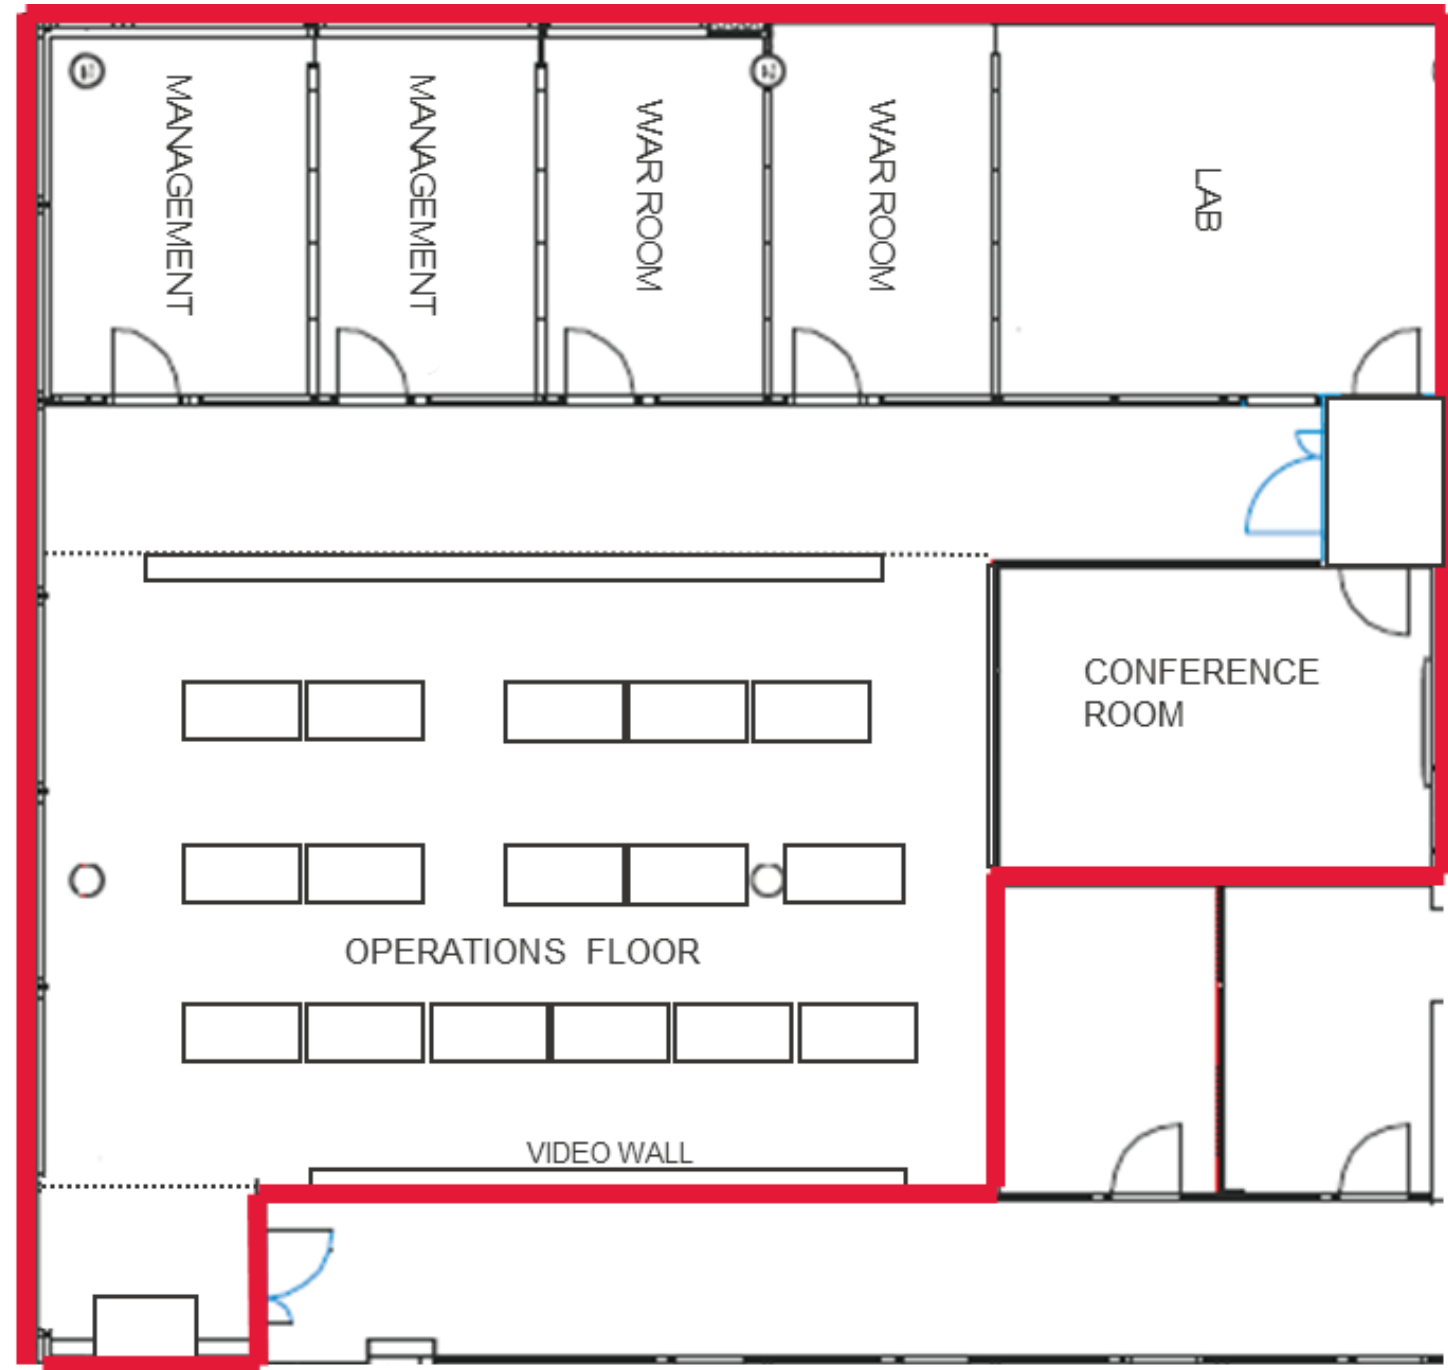 MANAGEMENT
MANAGEMENT
WAR ROOM
WAR ROOM
LAB
CONFERENCE
ROOM
OPERATIONS FLOOR
VIDEO WALL